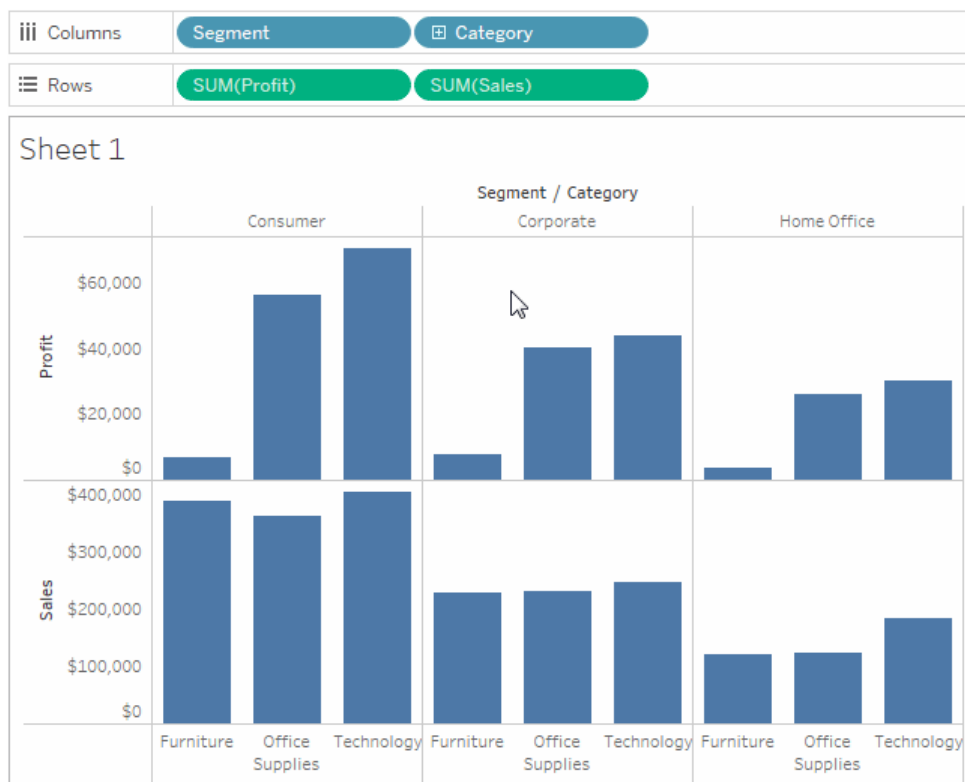 Columns Segment Category
Rows SUM(Profit) SUM(Sales)
Sheet 1
Segment / Category
Consumer Corporate Home Office
Profit
$60,000
$40,000
$20,000
$0
Sales
$400,000
$300,000
$200,000
$100,000
$0
Furniture Office Technology Furniture Office Technology Furniture Office Technology
Supplies Supplies Supplies